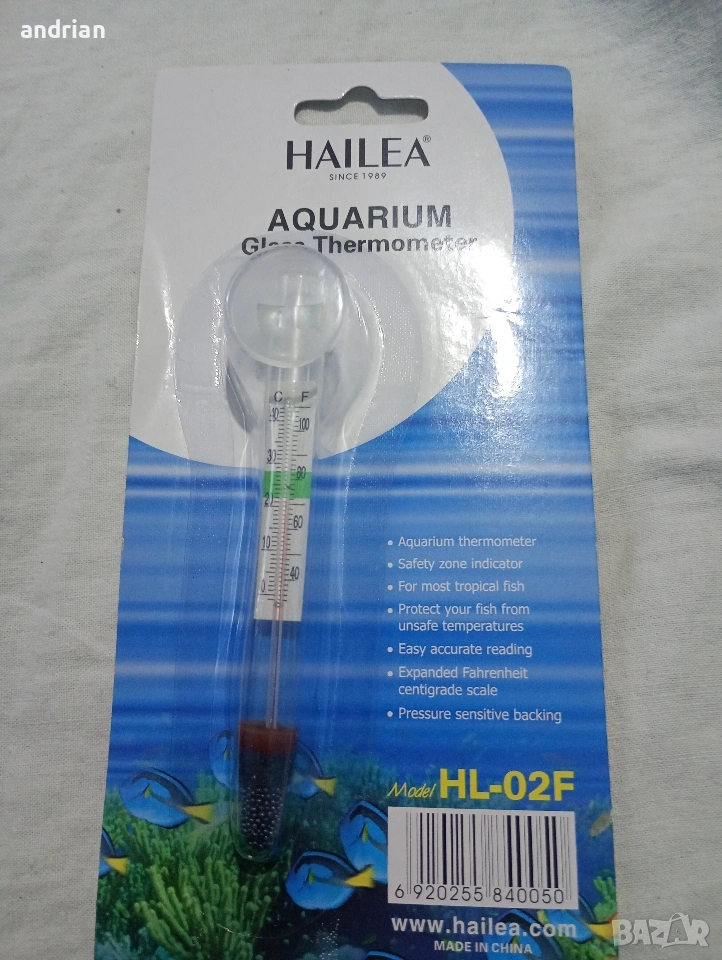 andrian
HAILEA®
SINCE 1989
AQUARIUM
Glass Thermometer
C F
40
100
30
80
20
60
10
40
0
• Aquarium thermometer
• Safety zone indicator
• For most tropical fish
• Protect your fish from
unsafe temperatures
• Easy accurate reading
• Expanded Fahrenheit
centigrade scale
• Pressure sensitive backing
Model HL-02F
6 920255 840050
www.hailea.com
MADE IN CHINA
BAZAR